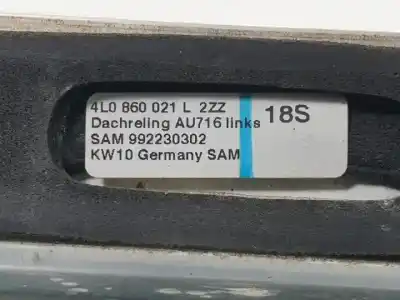 4L0 860 021 L 2ZZ
Dachreling AU716 links
18S
SAM 992230302
KW10 Germany SAM